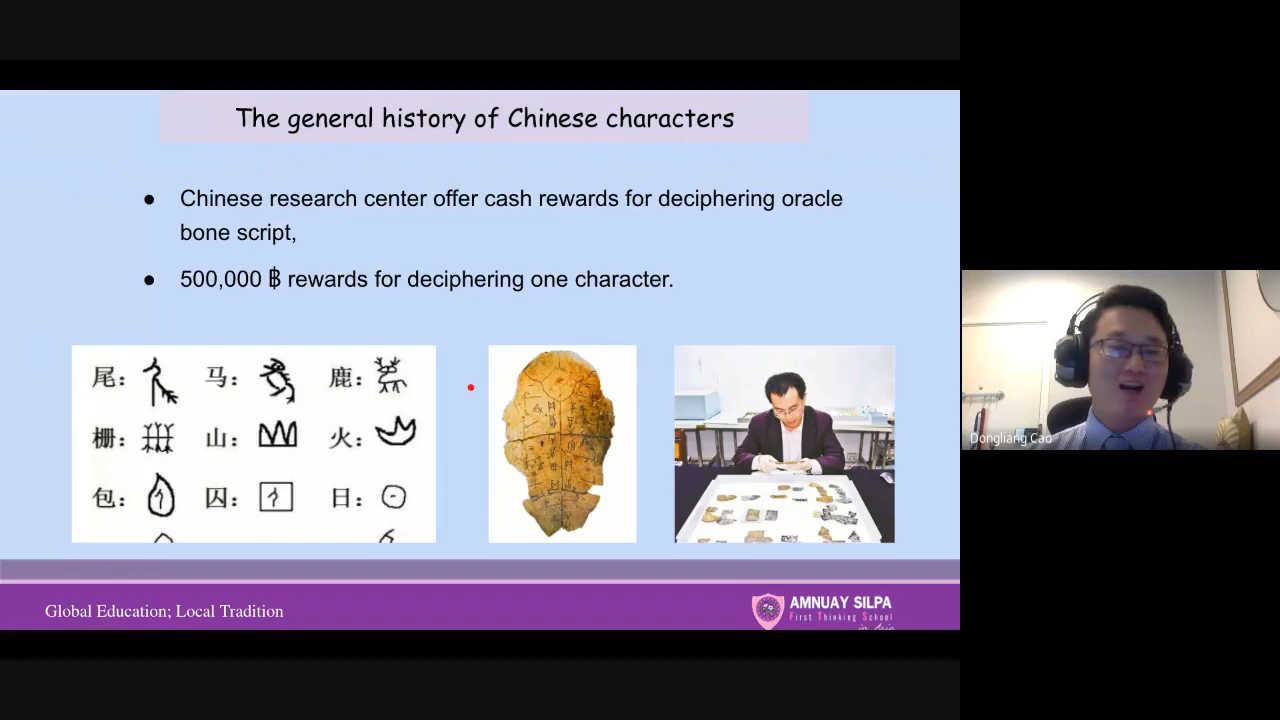 The general history of Chinese characters
● Chinese research center offer cash rewards for deciphering oracle
bone script,
● 500,000 ฿ rewards for deciphering one character.
尾： 马： 鹿：
栅： 山： 火：
包： 囚： 日：
Dongliang Cao
Global Education; Local Tradition
AMNUAY SILPA
First Thinking School
in Asia